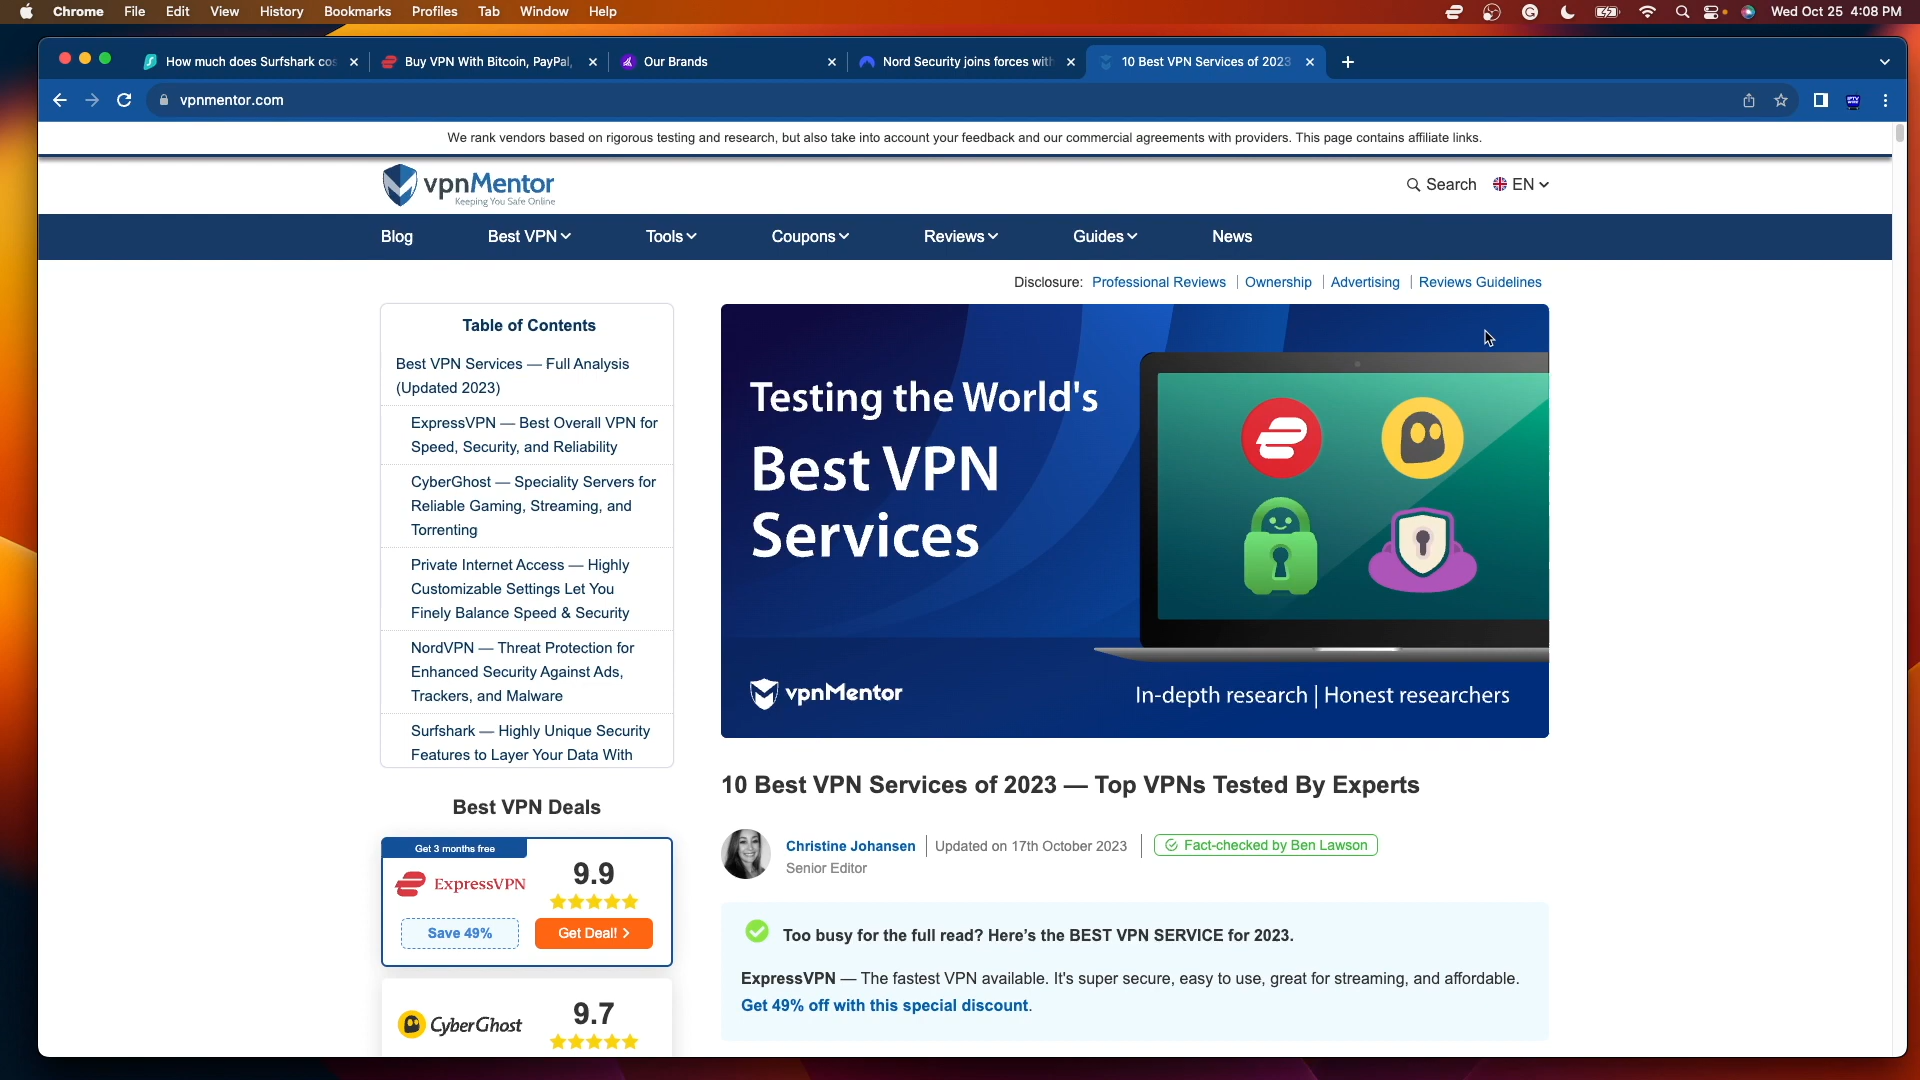 Chrome File Edit View History Bookmarks Profiles Tab Window Help
Wed Oct 25 4:08 PM
How much does Surfshark cos
Buy VPN With Bitcoin, PayPal,
Our Brands
Nord Security joins forces with
10 Best VPN Services of 2023
vpnmentor.com
We rank vendors based on rigorous testing and research, but also take into account your feedback and our commercial agreements with providers. This page contains affiliate links.
vpnMentor
Keeping You Safe Online
Search EN
Blog Best VPN Tools Coupons Reviews Guides News
Disclosure: Professional Reviews | Ownership | Advertising | Reviews Guidelines
Table of Contents
Best VPN Services — Full Analysis
(Updated 2023)
ExpressVPN — Best Overall VPN for
Speed, Security, and Reliability
CyberGhost — Speciality Servers for
Reliable Gaming, Streaming, and
Torrenting
Private Internet Access — Highly
Customizable Settings Let You
Finely Balance Speed & Security
NordVPN — Threat Protection for
Enhanced Security Against Ads,
Trackers, and Malware
Surfshark — Highly Unique Security
Features to Layer Your Data With
Best VPN Deals
Get 3 months free
ExpressVPN
9.9
Save 49%
Get Deal!
CyberGhost
9.7
Testing the World's
Best VPN
Services
vpnMentor
In-depth research | Honest researchers
10 Best VPN Services of 2023 — Top VPNs Tested By Experts
Christine Johansen
Updated on 17th October 2023
Fact-checked by Ben Lawson
Senior Editor
Too busy for the full read? Here's the BEST VPN SERVICE for 2023.
ExpressVPN — The fastest VPN available. It's super secure, easy to use, great for streaming, and affordable.
Get 49% off with this special discount.